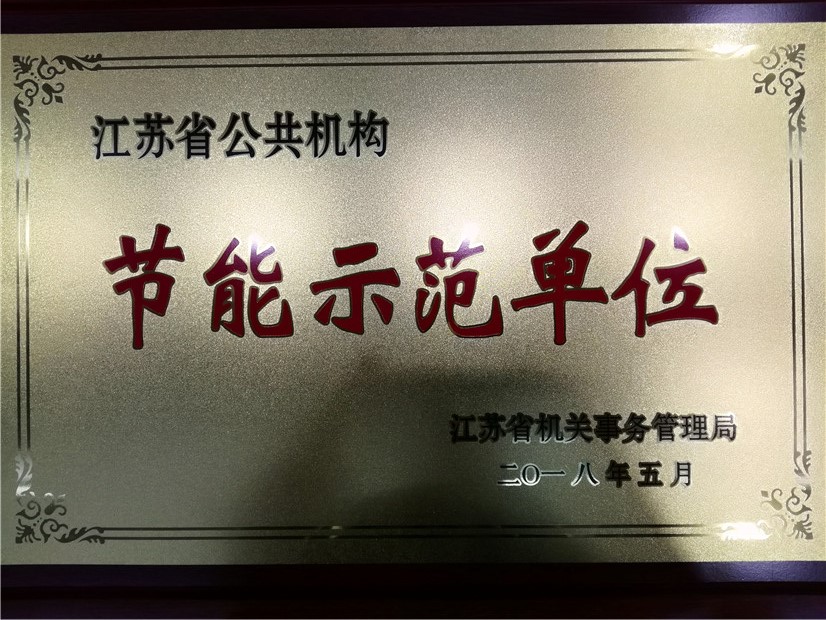 江苏省公共机构
节能示范单位
江苏省机关事务管理局
二〇一八年五月